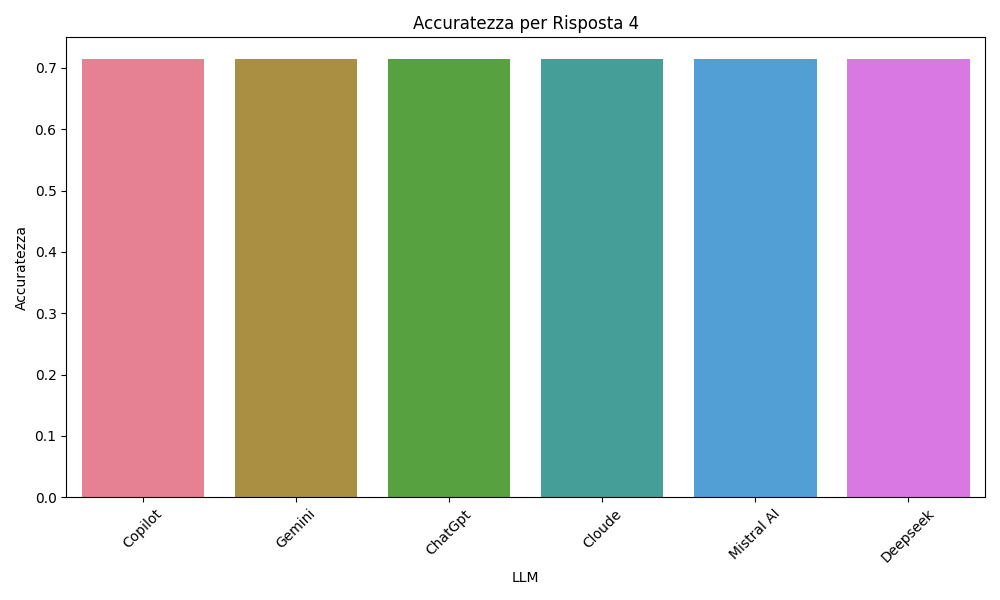 Accuratezza per Risposta 4
Accuratezza
0.7
0.6
0.5
0.4
0.3
0.2
0.1
0.0
Copilot
Gemini
ChatGpt
Cloude
Mistral AI
Deepseek
LLM